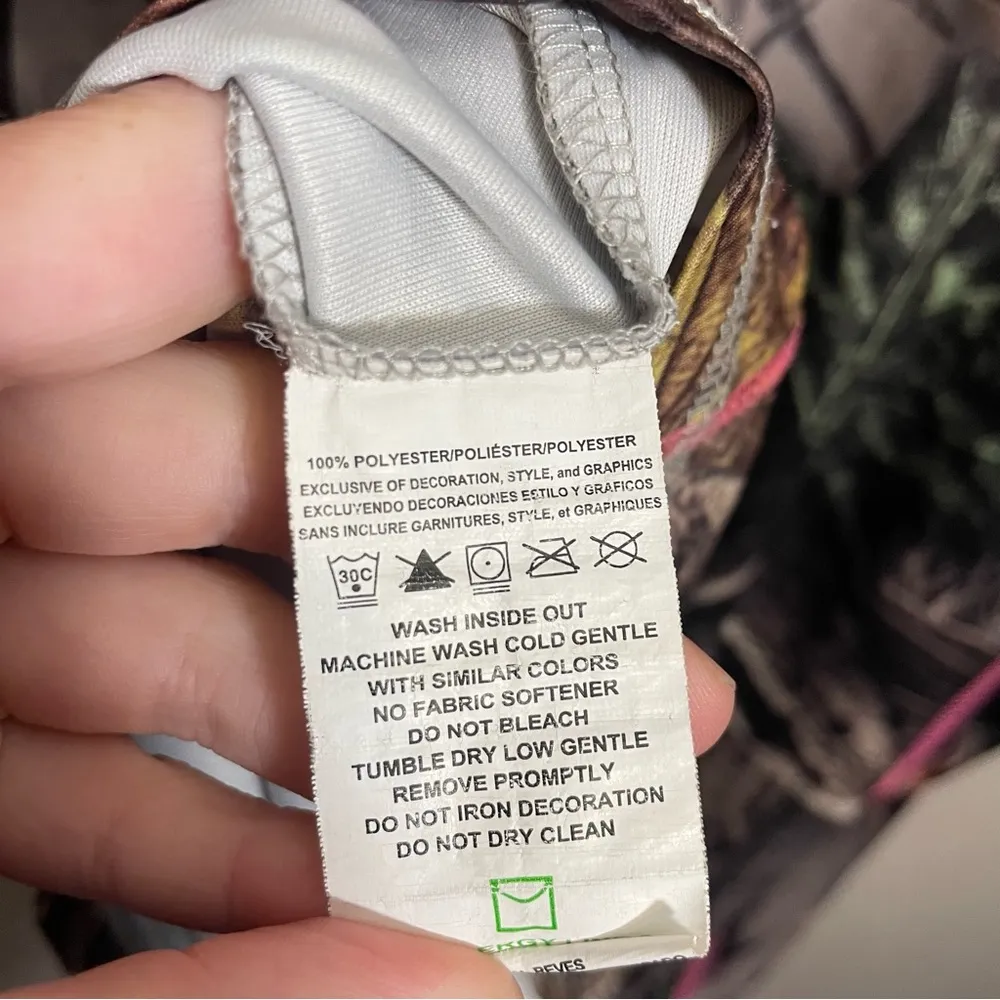 100% POLYESTER/POLIÉSTER/POLYESTER
EXCLUSIVE OF DECORATION, STYLE, and GRAPHICS
EXCLUYENDO DECORACIONES ESTILO Y GRAFICOS
SANS INCLURE GARNITURES, STYLE, et GRAPHIQUES
30C
WASH INSIDE OUT
MACHINE WASH COLD GENTLE
WITH SIMILAR COLORS
NO FABRIC SOFTENER
DO NOT BLEACH
TUMBLE DRY LOW GENTLE
REMOVE PROMPTLY
DO NOT IRON DECORATION
DO NOT DRY CLEAN